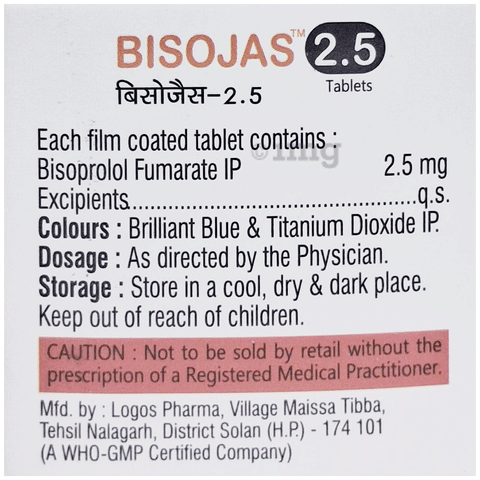 BISOJAS™ 2.5
Tablets
बिसोजैस-2.5
Each film coated tablet contains :
Bisoprolol Fumarate IP 2.5 mg
Excipients..................................................q.s.
Colours : Brilliant Blue & Titanium Dioxide IP.
Dosage : As directed by the Physician.
Storage : Store in a cool, dry & dark place.
Keep out of reach of children.
CAUTION : Not to be sold by retail without the
prescription of a Registered Medical Practitioner.
Mfd. by : Logos Pharma, Village Maissa Tibba,
Tehsil Nalagarh, District Solan (H.P.) - 174 101
(A WHO-GMP Certified Company)
© 1mg